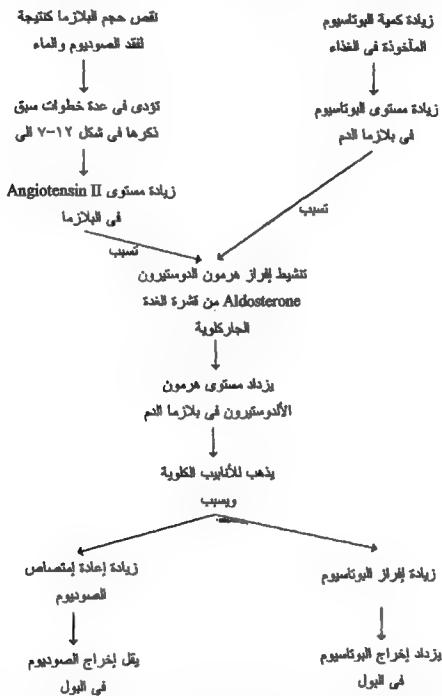 زيادة كمية البوتاسيوم
المأخوذة فى الغذاء
زيادة مستوى البوتاسيوم
فى بلازما الدم
تسبب
نقص حجم البلازما كنتيجة
لفقد الصوديوم والماء
تؤدى فى عدة خطوات سبق
ذكرها فى شكل ١٢-٧ الى
زيادة مستوى Angiotensin II
فى البلازما
تسبب
تنشيط إفراز هرمون الدوستيرون
Aldosterone من قشرة الغدة
الجاركلوية
يزداد مستوى هرمون
الألدوستيرون فى بلازما الدم
يذهب للأنابيب الكلوية
ويسبب
زيادة إفراز البوتاسيوم
يزداد إخراج البوتاسيوم
فى البول
زيادة إعادة إمتصاص
الصوديوم
يقل إخراج الصوديوم
فى البول